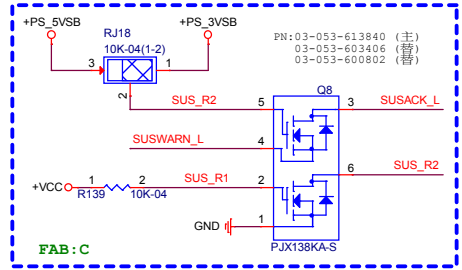 +PS_5VSB
+PS_3VSB
RJ18
10K-04(1-2)
PN:03-053-613840 (主)
03-053-603406 (替)
03-053-600802 (替)
3
1
2
Q8
SUS_R2
5
3
SUSACK_L
SUSWARN_L
4
6
SUS_R2
+VCC
1
2
SUS_R1
2
R139
10K-04
GND
1
PJX138KA-S
FAB:C